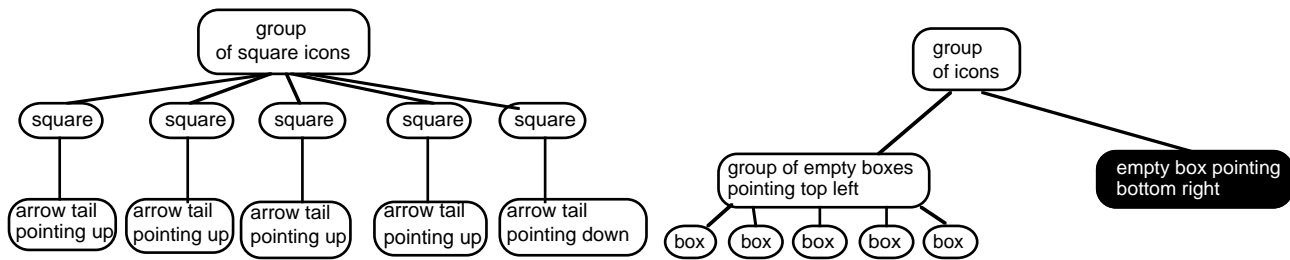 group
of square icons
square
square
square
square
square
arrow tail
pointing up
arrow tail
pointing up
arrow tail
pointing up
arrow tail
pointing up
arrow tail
pointing down
group
of icons
group of empty boxes
pointing top left
empty box pointing
bottom right
box
box
box
box
box